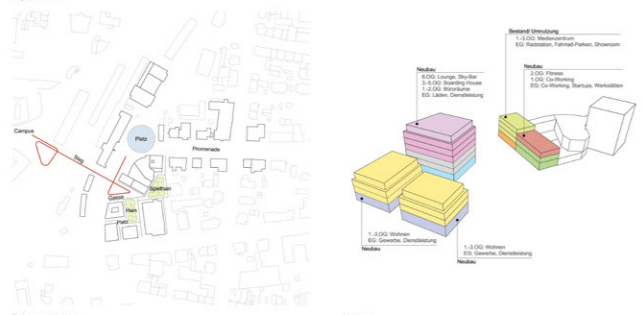 Campus
Steg
Platz
Promenade
Spielhain
Gasse
Hain
Platz
Bestand/ Umnutzung
1.-3.OG: Medienzentrum
EG: Radstation, Fahrrad-Parken, Showroom
Neubau
2.OG: Fitness
1.OG: Co-Working
EG: Co-Working, Startups, Werkstätten
Neubau
6.OG: Lounge, Sky-Bar
3.-5.OG: Boarding House
1.-2.OG: Büroräume
EG: Läden, Dienstleistung
1.-3.OG: Wohnen
EG: Gewerbe, Dienstleistung
Neubau
1.-3.OG: Wohnen
EG: Gewerbe, Dienstleistung
Neubau